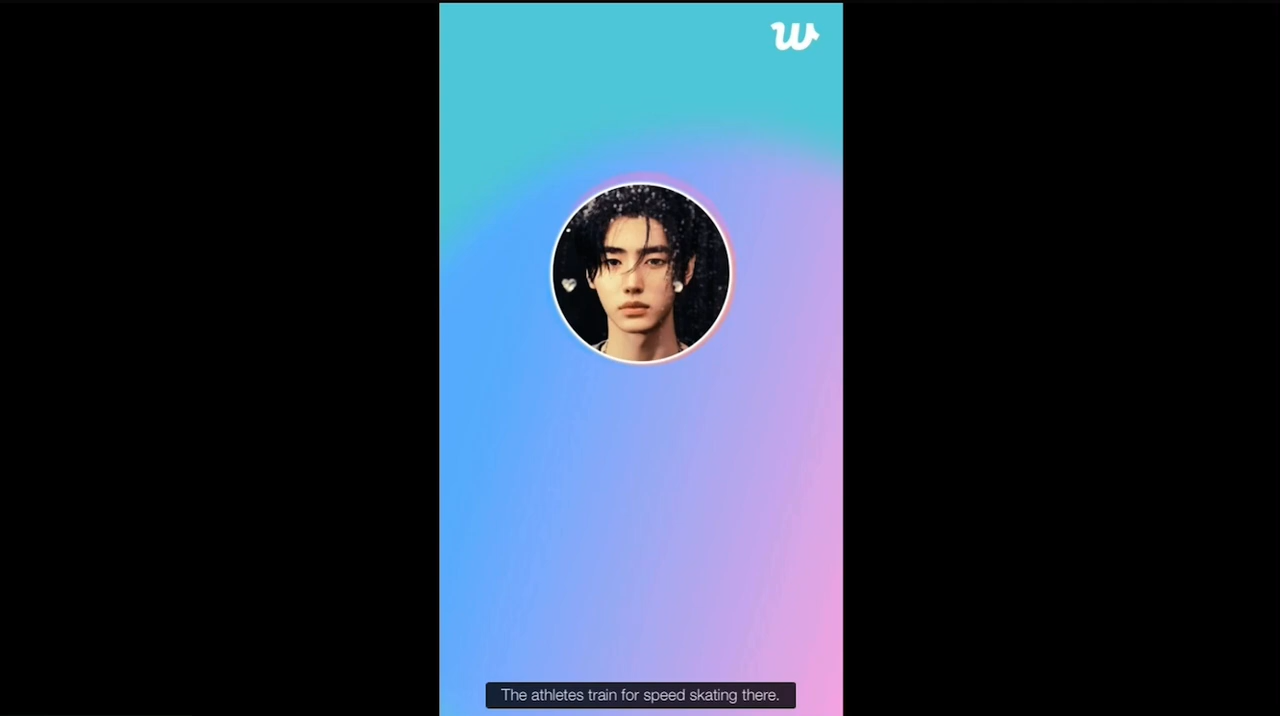 w
The athletes train for speed skating there.